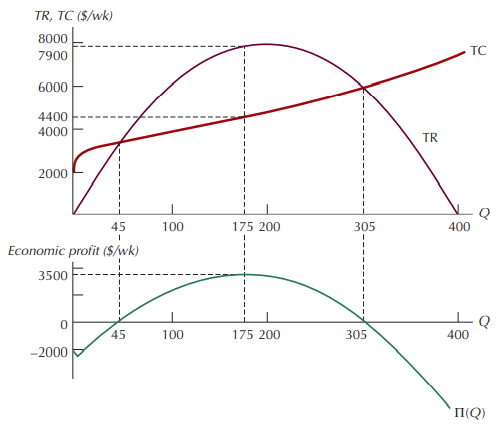 TR, TC ($/wk)
8000
7900
TC
6000
4400
4000
TR
2000
Q
45 100 175 200 305 400
Economic profit ($/wk)
3500
0
Q
45 100 175 200 305 400
–2000
Π(Q)